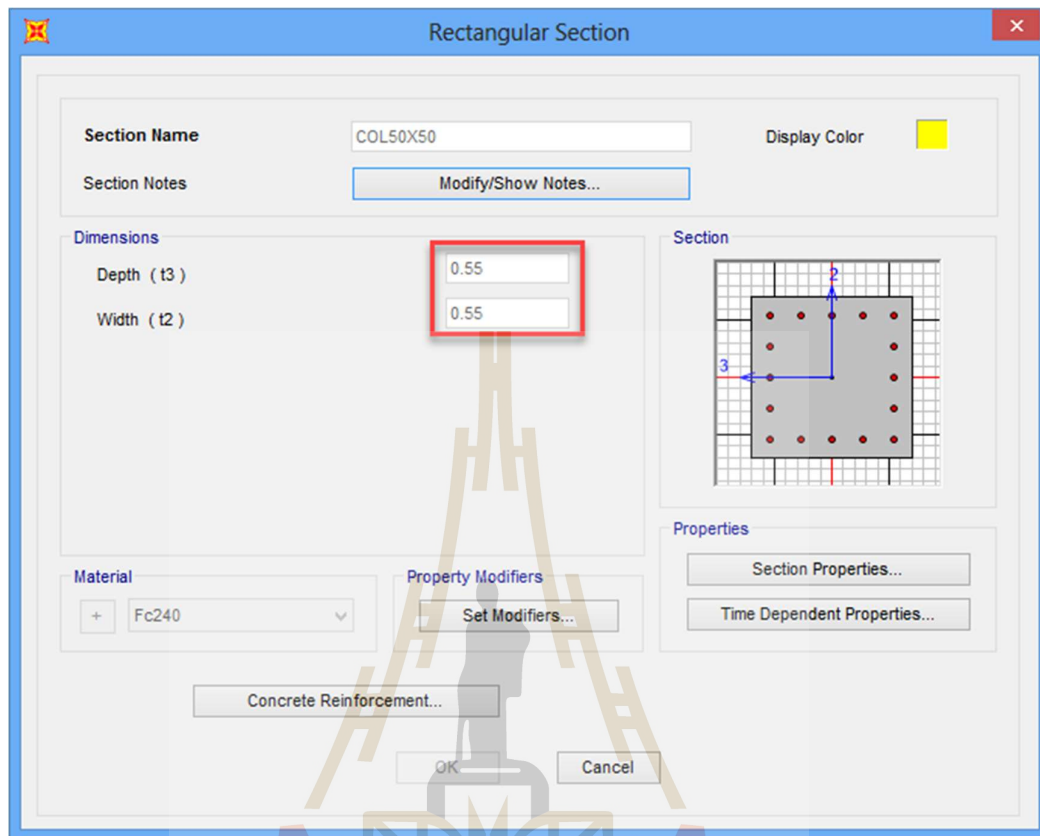 Rectangular Section
Section Name COL50X50 Display Color
Section Notes Modify/Show Notes...
Dimensions
Depth ( t3 ) 0.55
Width ( t2 ) 0.55
Section
2
3
Properties
Section Properties...
Time Dependent Properties...
Material
+ Fc240
Property Modifiers
Set Modifiers...
Concrete Reinforcement...
OK Cancel